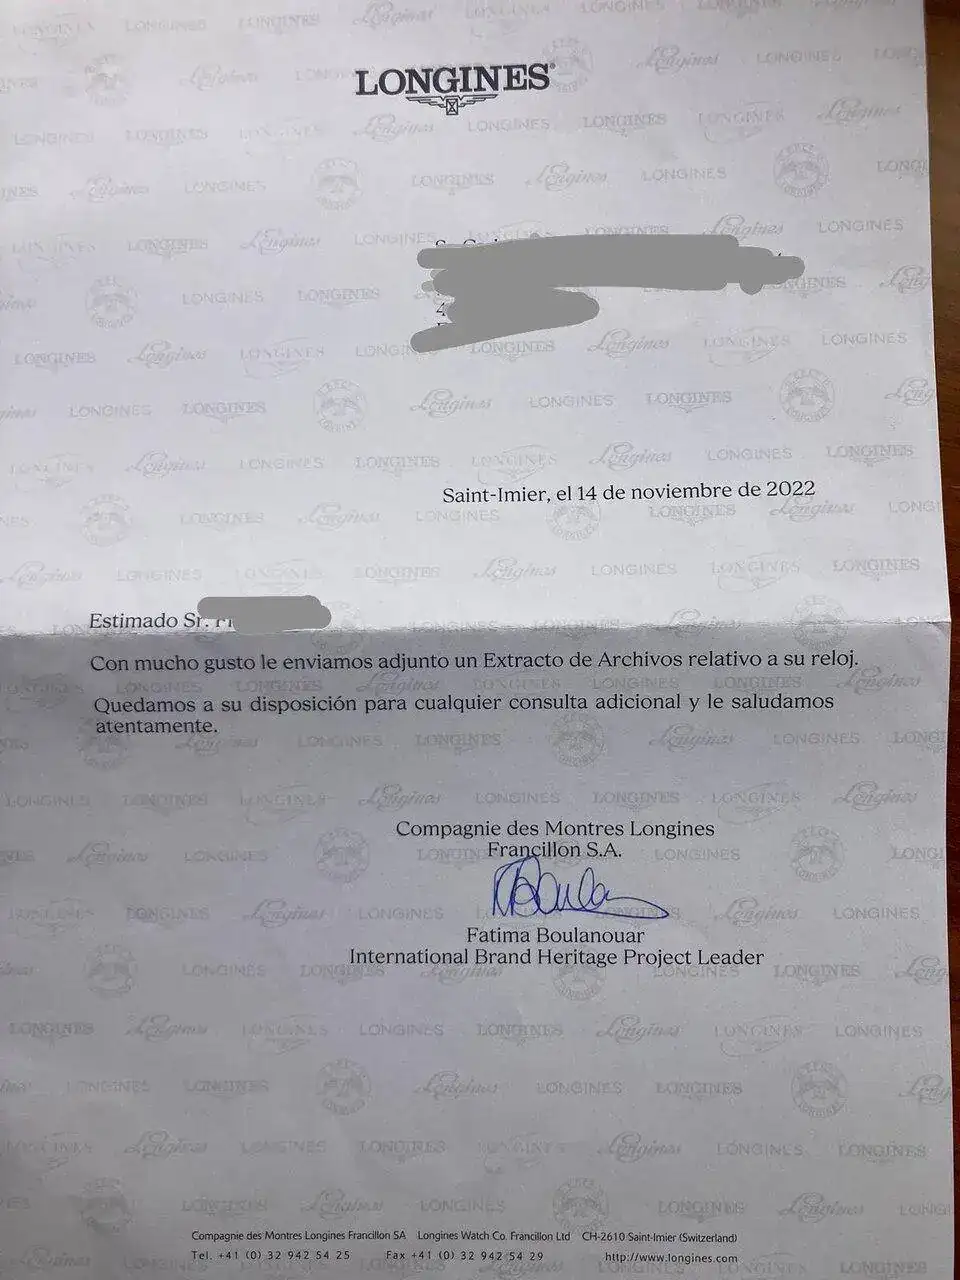 LONGINES
Saint-Imier, el 14 de noviembre de 2022
Estimado Sr.
Con mucho gusto le enviamos adjunto un Extracto de Archivos relativo a su reloj.
Quedamos a su disposición para cualquier consulta adicional y le saludamos
atentamente.
Compagnie des Montres Longines
Francillon S.A.
Fatima Boulanouar
International Brand Heritage Project Leader
Compagnie des Montres Longines Francillon SA Longines Watch Co. Francillon Ltd CH-2610 Saint-Imier (Switzerland)
Tel. +41 (0) 32 942 54 25 Fax +41 (0) 32 942 54 29 http://www.longines.com